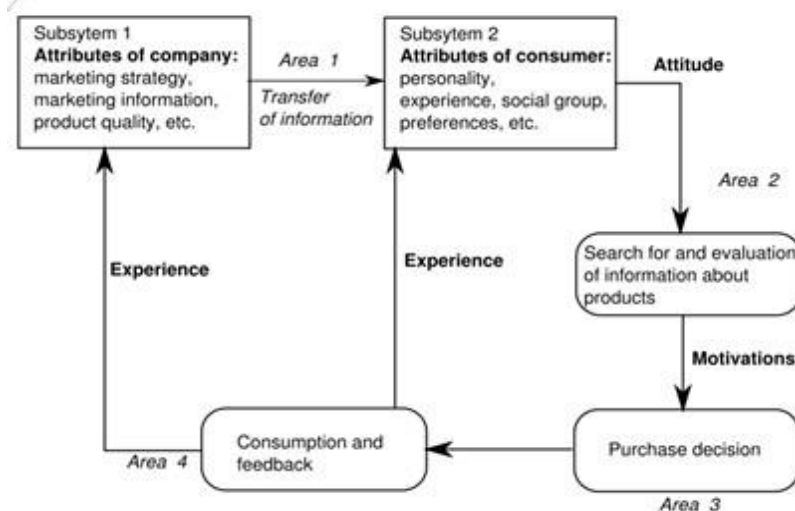 Subsytem 1
Attributes of company:
marketing strategy,
marketing information,
product quality, etc.
Area 1
Transfer
of information
Subsytem 2
Attributes of consumer:
personality,
experience, social group,
preferences, etc.
Attitude
Area 2
Search for and evaluation
of information about
products
Experience
Experience
Motivations
Consumption and
feedback
Purchase decision
Area 4
Area 3